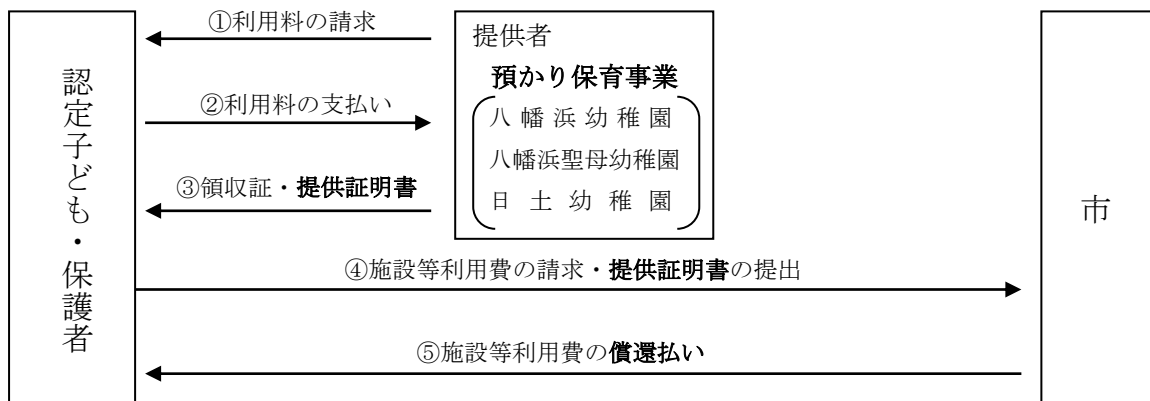 認定子ども・保護者
①利用料の請求
②利用料の支払い
③領収証・提供証明書
提供者
預かり保育事業
八幡浜幼稚園
八幡浜聖母幼稚園
日土幼稚園
④施設等利用費の請求・提供証明書の提出
⑤施設等利用費の償還払い
市